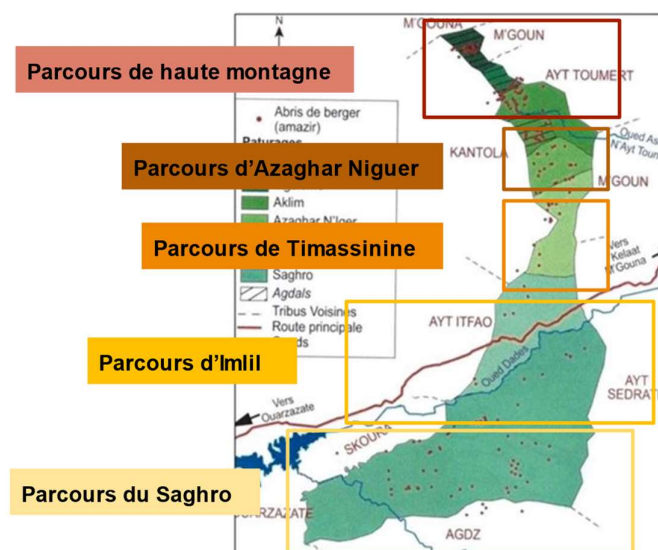 M'GOUNA
N
M'GOUN
Parcours de haute montagne
AYT TOUMERT
Abris de berger
(amazir)
Paturages
Oued As
N'Ayt Toum
KANTOLA
Parcours d'Azaghar Niguer
M'GOUN
Aklim
Azaghar N'Iger
Parcours de Timassinine
Vers
Kelaat
M'Gouna
Saghro
Agdals
Tribus Voisines
Route principale
AYT ITFAO
Parcours d'Imlil
Oued Dades
AYT
SEDRAT
Vers
Ouarzazate
SKOURA
Parcours du Saghro
OUARZAZATE
AGDZ